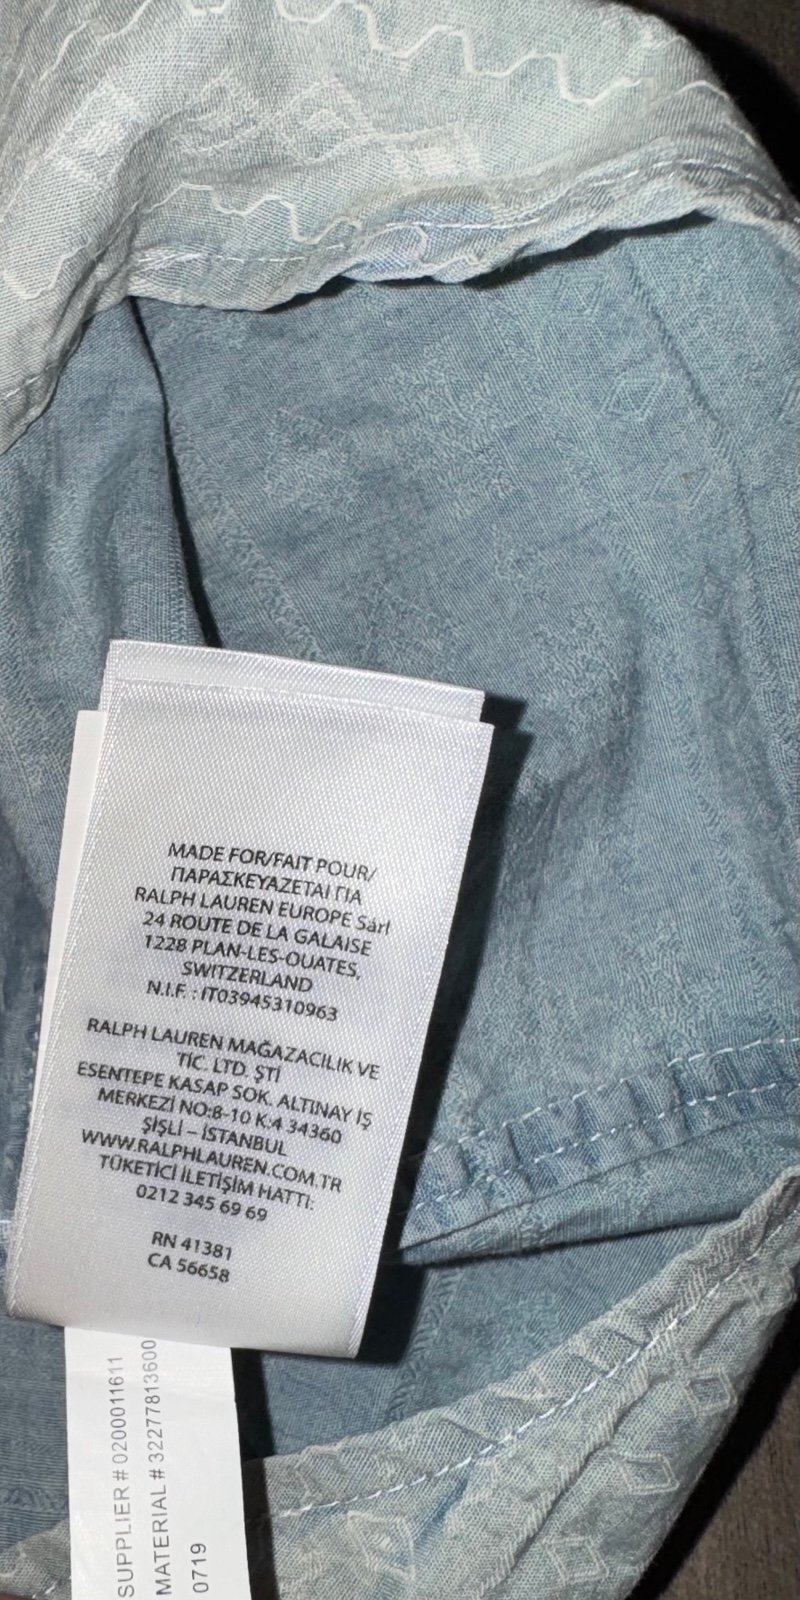 MADE FOR/FAIT POUR/
ΠΑΡΑΣΚΕΥΑΖΕΤΑΙ ΓΙΑ
RALPH LAUREN EUROPE Sàrl
24 ROUTE DE LA GALAISE
1228 PLAN-LES-OUATES,
SWITZERLAND
N.I.F. : IT03945310963
RALPH LAUREN MAĞAZACILIK VE
TİC. LTD. ŞTİ
ESENTEPE KASAP SOK. ALTINAY İŞ
MERKEZİ NO:8-10 K:4 34360
ŞİŞLİ – İSTANBUL
WWW.RALPHLAUREN.COM.TR
TÜKETİCİ İLETİŞİM HATTI:
0212 345 69 69
RN 41381
CA 56658
SUPPLIER # 0200011611
MATERIAL # 32277813600
0719